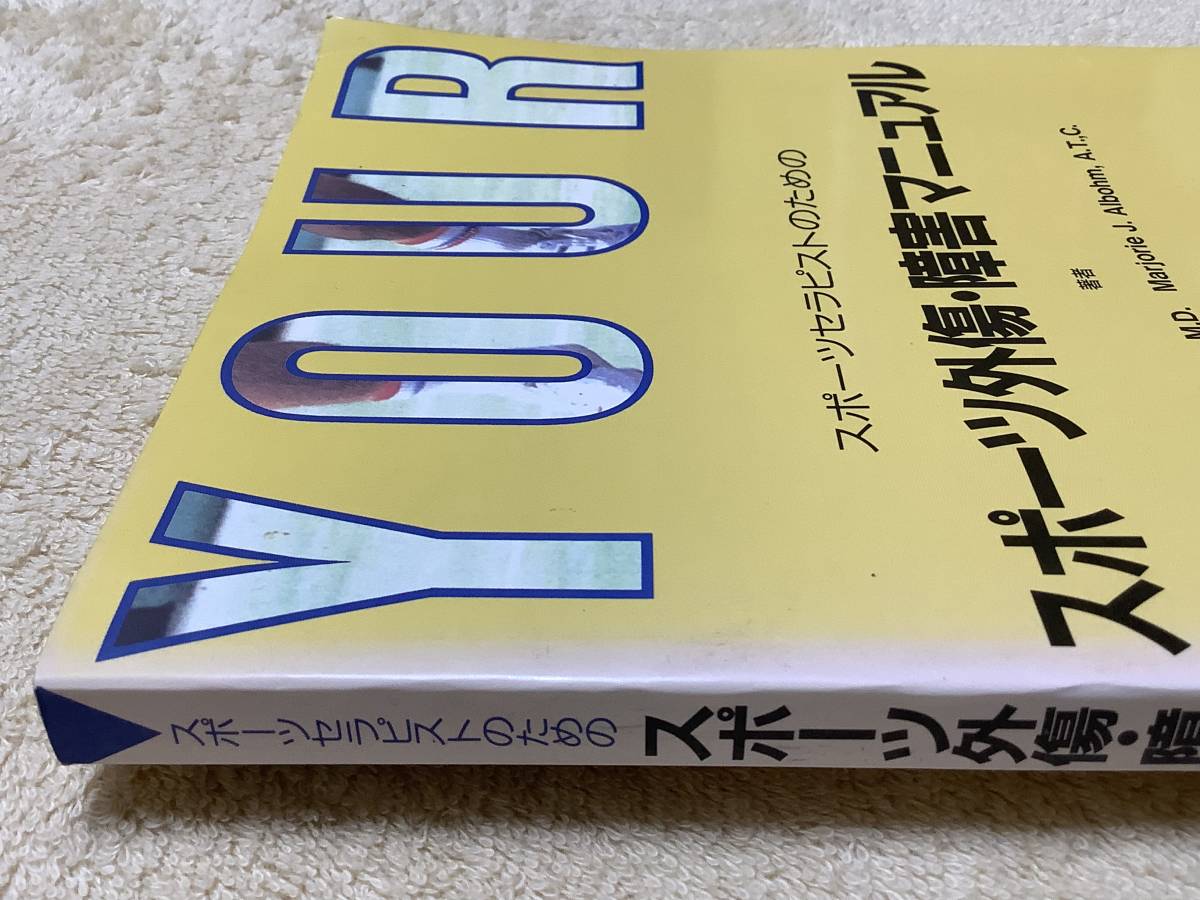 YOUR
スポーツセラピストのための
スポーツ外傷・障害マニュアル
著者
M.D. Marjorie J. Albohm, A.T.,C.
スポーツセラピストのための スポーツ外傷・障